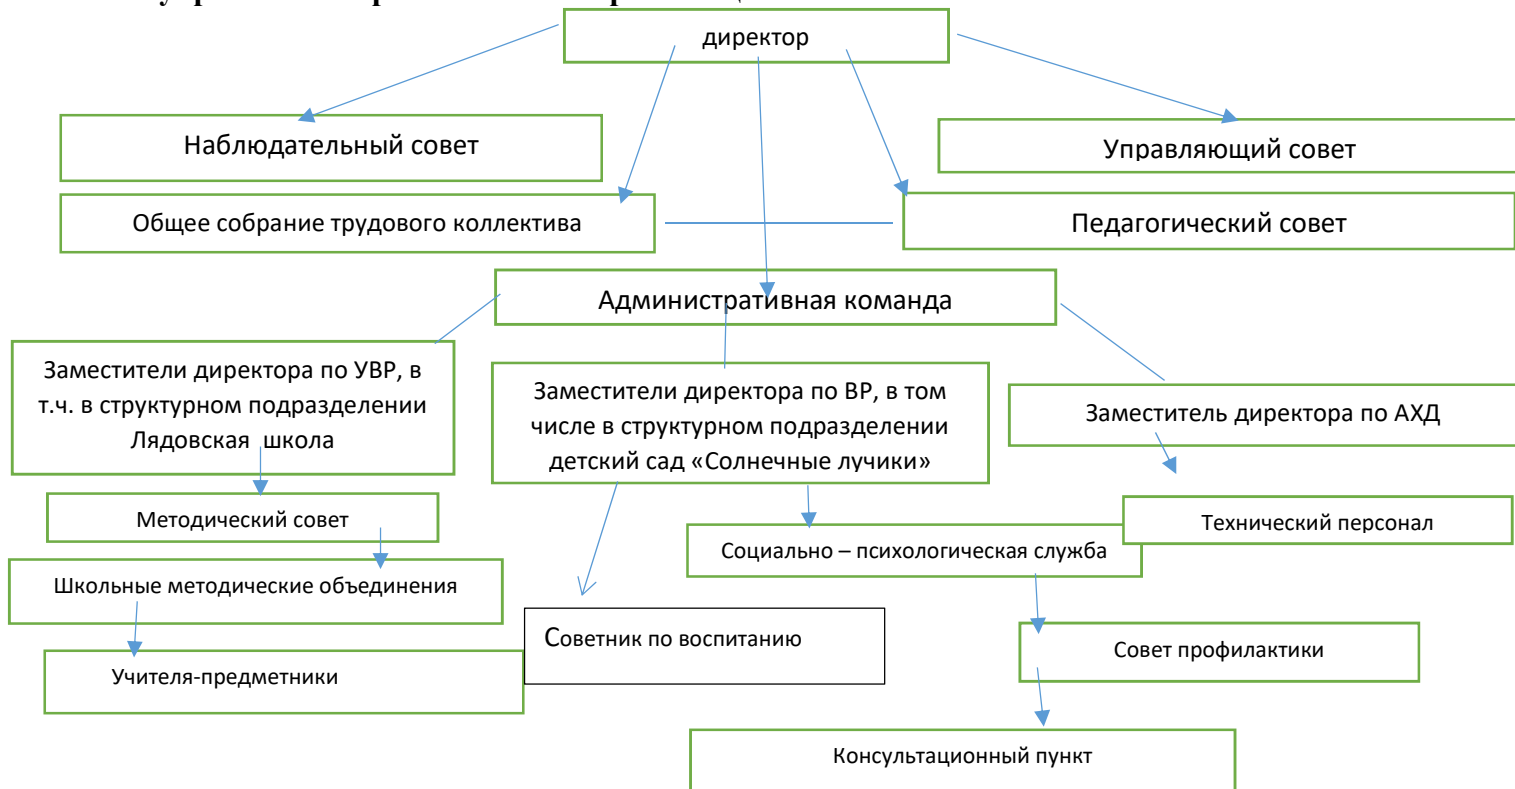 директор
Наблюдательный совет
Управляющий совет
Общее собрание трудового коллектива
Педагогический совет
Административная команда
Заместители директора по УВР, в
т.ч. в структурном подразделении
Лядовская школа
Заместители директора по ВР, в том
числе в структурном подразделении
детский сад «Солнечные лучики»
Заместитель директора по АХД
Методический совет
Технический персонал
Социально – психологическая служба
Школьные методические объединения
Советник по воспитанию
Совет профилактики
Учителя-предметники
Консультационный пункт